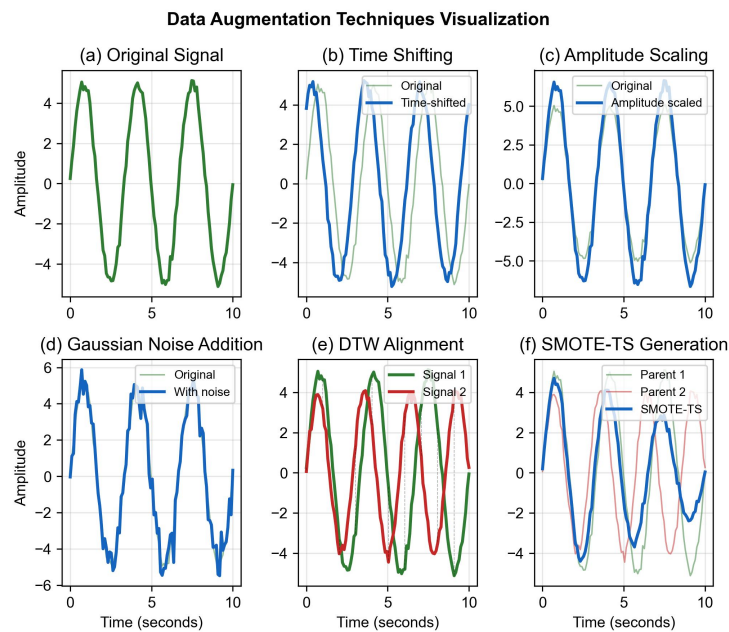 Data Augmentation Techniques Visualization
(a) Original Signal
Amplitude
4
2
0
−2
−4
0
5
10
(b) Time Shifting
Original
Time-shifted
4
2
0
−2
−4
0
5
10
(c) Amplitude Scaling
Original
Amplitude scaled
5.0
2.5
0.0
−2.5
−5.0
0
5
10
(d) Gaussian Noise Addition
Original
With noise
Amplitude
6
4
2
0
−2
−4
−6
0
5
10
Time (seconds)
(e) DTW Alignment
Signal 1
Signal 2
4
2
0
−2
−4
0
5
10
Time (seconds)
(f) SMOTE-TS Generation
Parent 1
Parent 2
SMOTE-TS
4
2
0
−2
−4
0
5
10
Time (seconds)